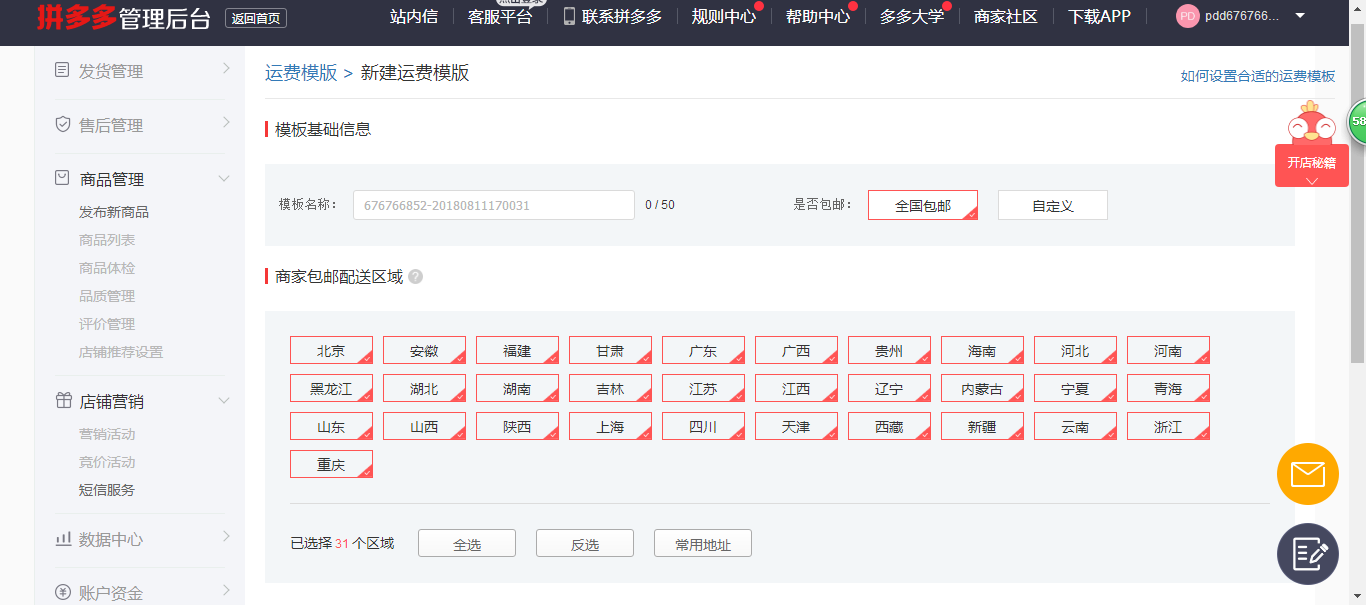 点击登录
拼多多管理后台 返回首页 站内信 客服平台 联系拼多多 规则中心 帮助中心 多多大学 商家社区 下载APP PD pdd676766...
发货管理
售后管理
商品管理
发布新商品
商品列表
商品体检
品质管理
评价管理
店铺推荐设置
店铺营销
营销活动
竞价活动
短信服务
数据中心
账户资金
运费模版 > 新建运费模版
如何设置合适的运费模板
58
开店秘籍
模板基础信息
模板名称： 676766852-20180811170031 0 / 50 是否包邮： 全国包邮 自定义
商家包邮配送区域 ?
北京 安徽 福建 甘肃 广东 广西 贵州 海南 河北 河南
黑龙江 湖北 湖南 吉林 江苏 江西 辽宁 内蒙古 宁夏 青海
山东 山西 陕西 上海 四川 天津 西藏 新疆 云南 浙江
重庆
已选择 31 个区域 全选 反选 常用地址